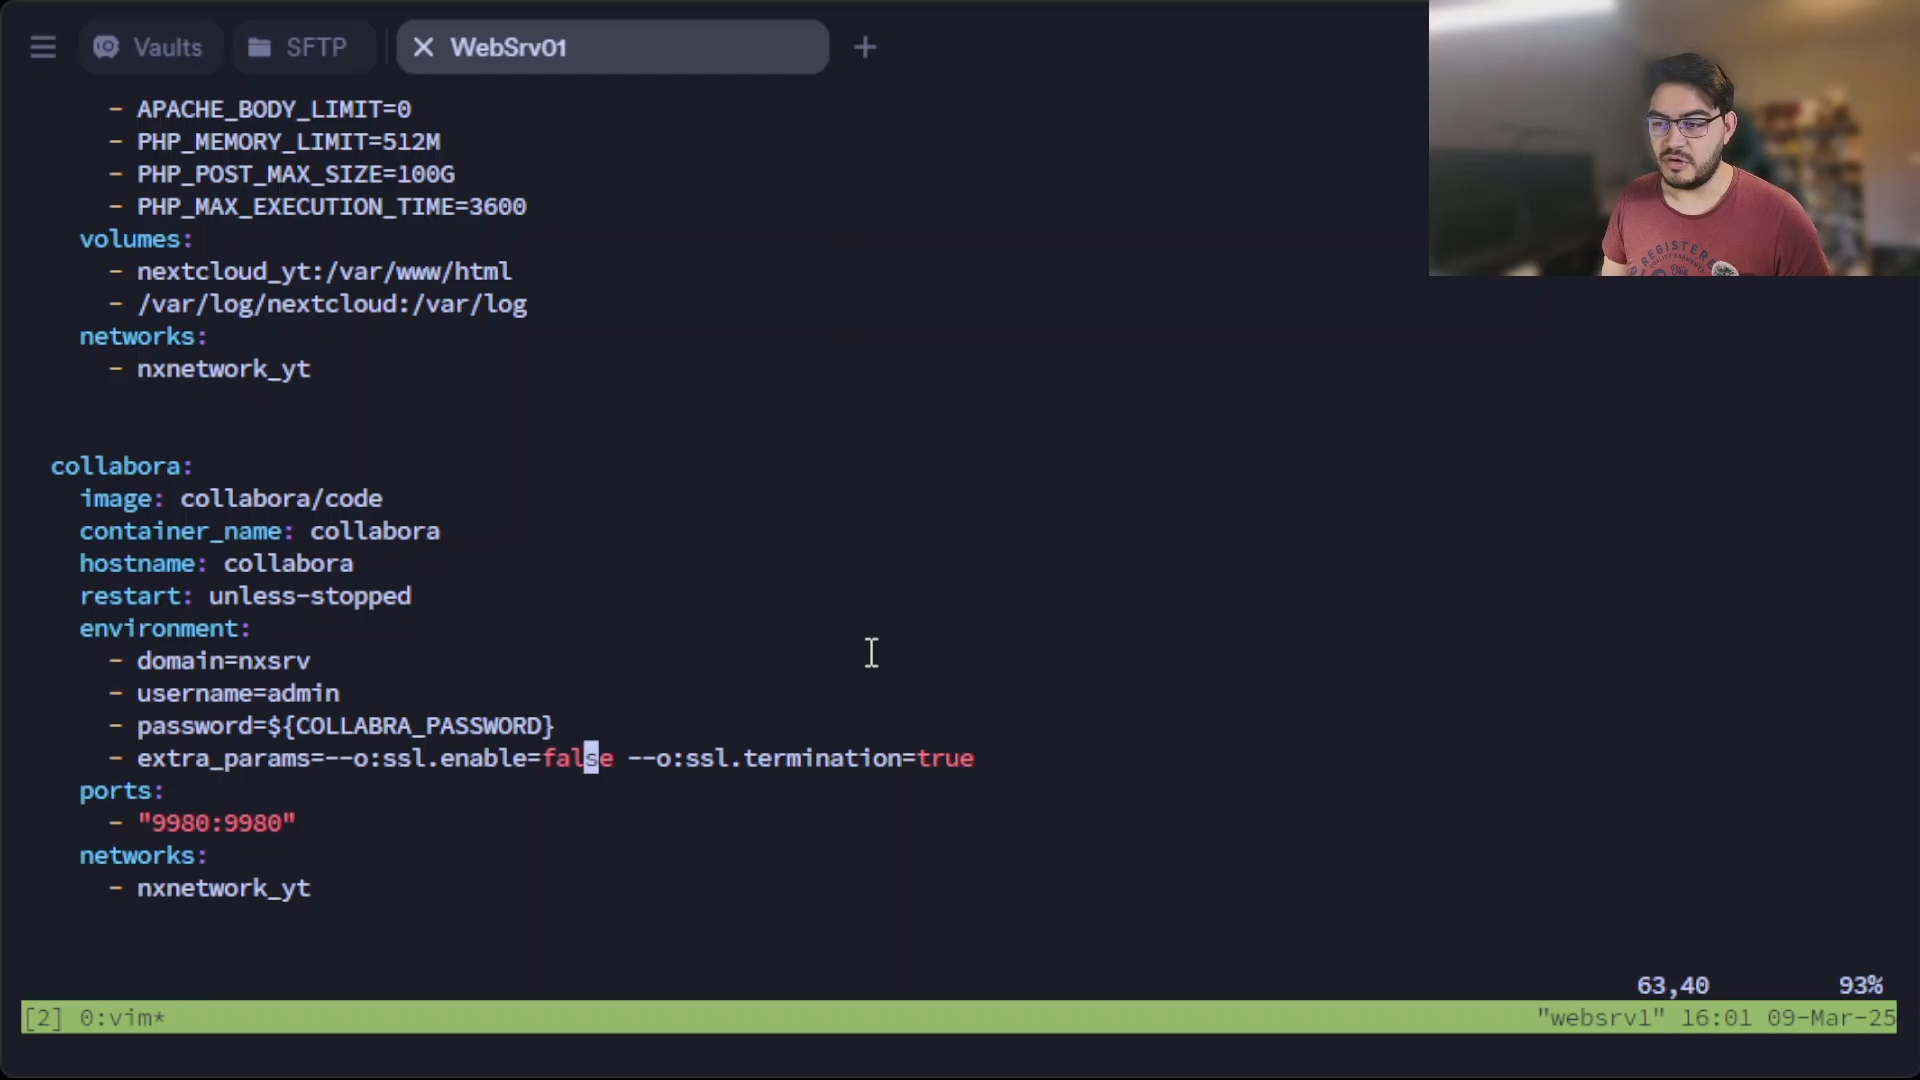 Vaults
SFTP
WebSrv01
- APACHE_BODY_LIMIT=0
- PHP_MEMORY_LIMIT=512M
- PHP_POST_MAX_SIZE=100G
- PHP_MAX_EXECUTION_TIME=3600
volumes:
- nextcloud_yt:/var/www/html
- /var/log/nextcloud:/var/log
networks:
- nxnetwork_yt
collabora:
image: collabora/code
container_name: collabora
hostname: collabora
restart: unless-stopped
environment:
- domain=nxsrv
- username=admin
- password=${COLLABRA_PASSWORD}
- extra_params=--o:ssl.enable=false --o:ssl.termination=true
ports:
- "9980:9980"
networks:
- nxnetwork_yt
63,40 93%
[2] 0:vim* "websrv1" 16:01 09-Mar-25
REGISTERE